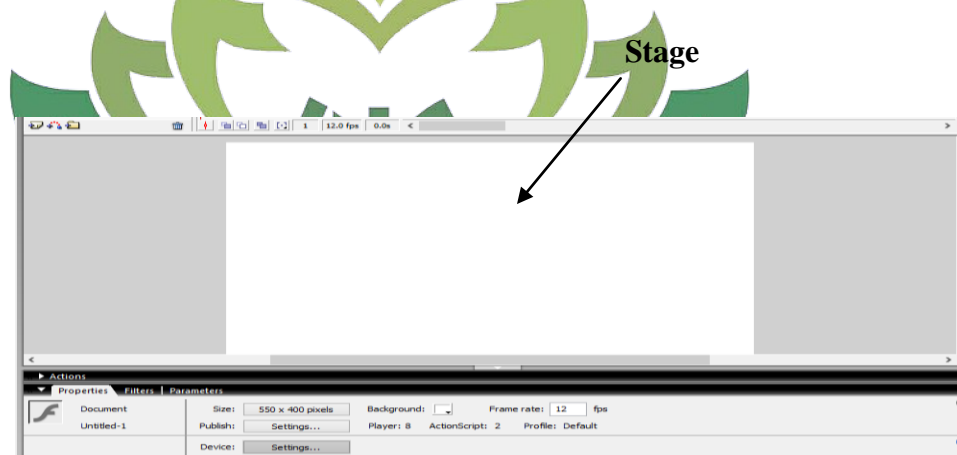 Stage
1 12.0 fps 0.0s
Actions
Properties Filters | Parameters
Document Size: 550 x 400 pixels Background: Frame rate: 12 fps
Untitled-1 Publish: Settings... Player: 8 ActionScript: 2 Profile: Default
Device: Settings...